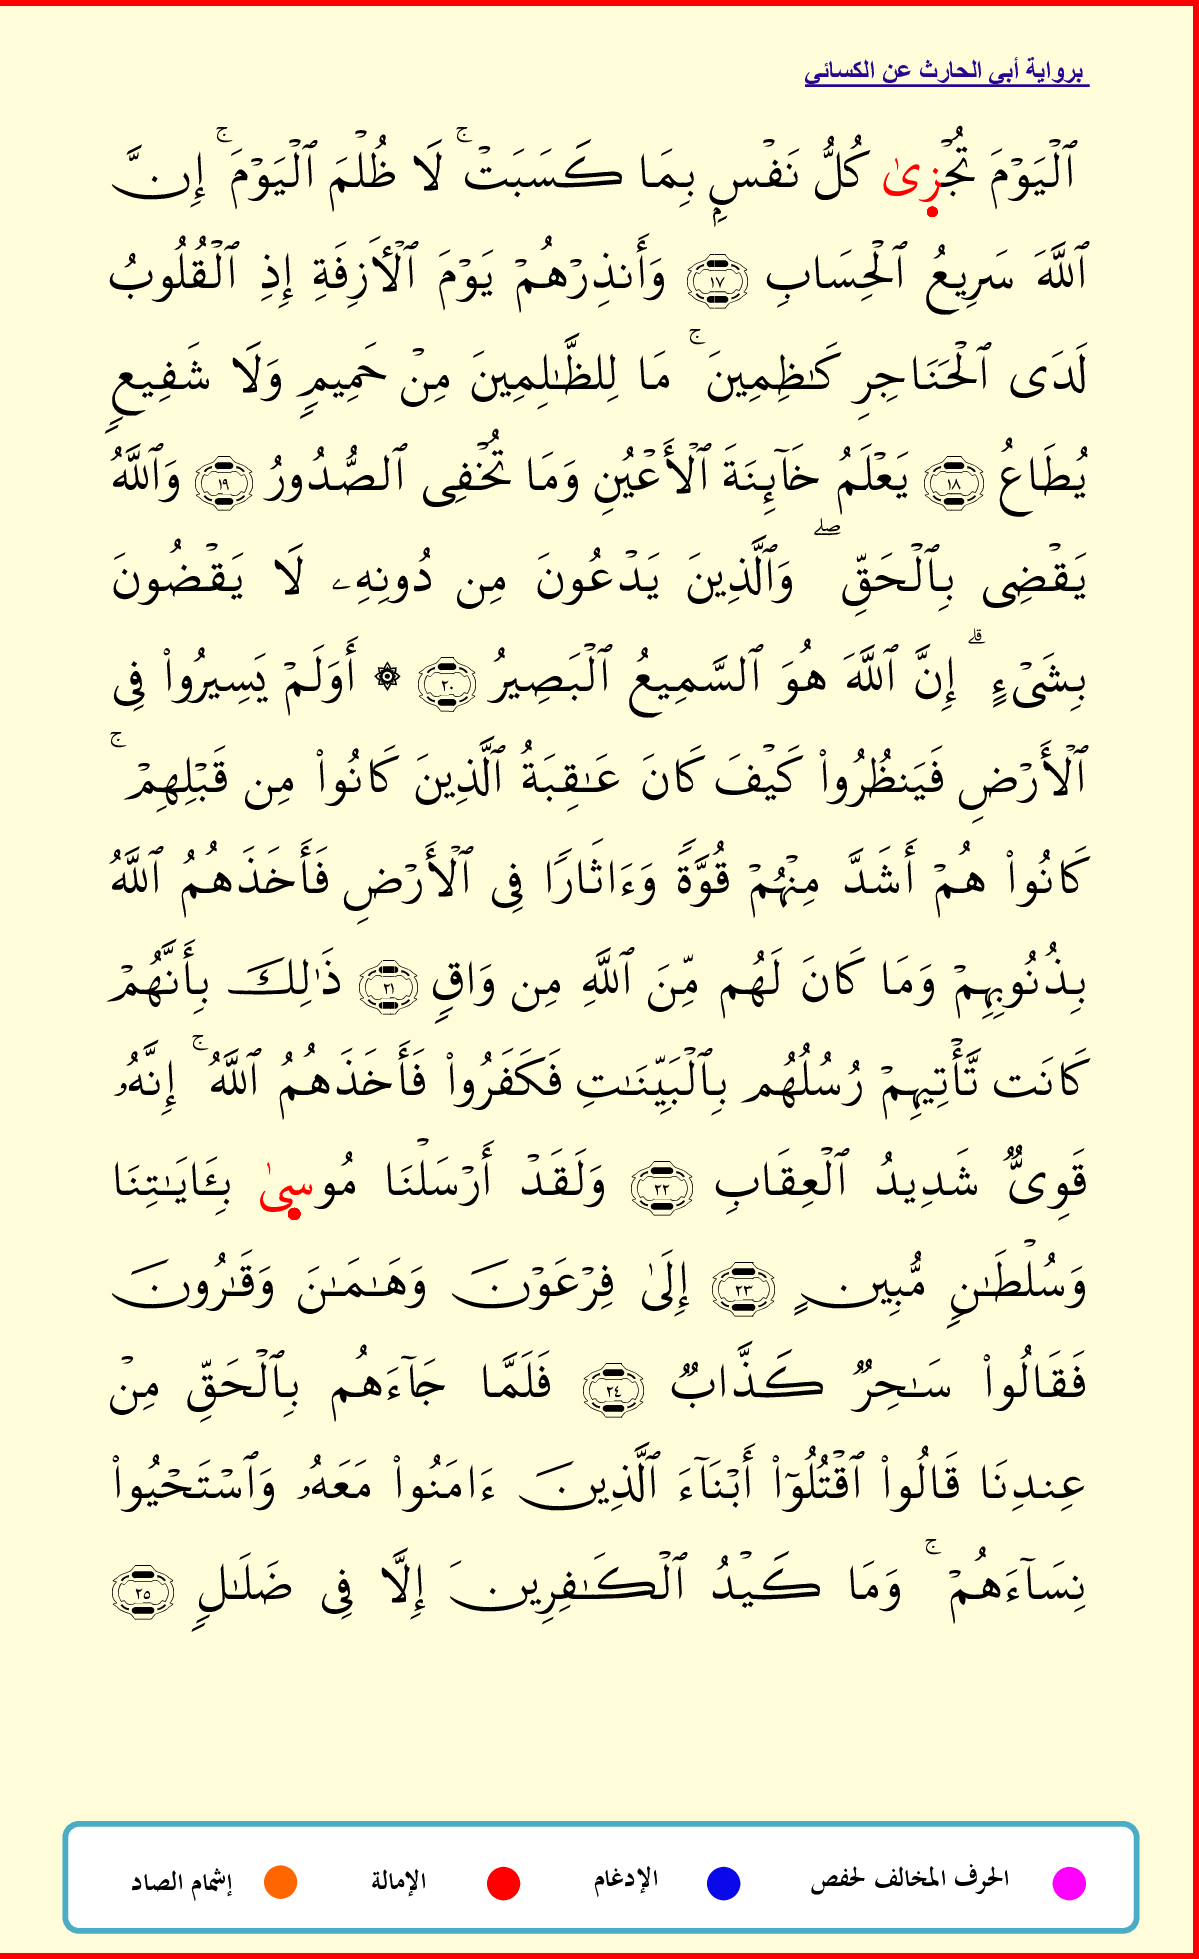 برواية أبي الحارث عن الكسائي
ٱلۡيَوۡمَ تُجۡزِىٰ كُلُّ نَفۡسِۭ بِمَا كَسَبَتۡۚ لَا ظُلۡمَ ٱلۡيَوۡمَۚ إِنَّ
ٱللَّهَ سَرِيعُ ٱلۡحِسَابِ ١٧ وَأَنذِرۡهُمۡ يَوۡمَ ٱلۡأٓزِفَةِ إِذِ ٱلۡقُلُوبُ
لَدَى ٱلۡحَنَاجِرِ كَٰظِمِينَۚ مَا لِلظَّٰلِمِينَ مِنۡ حَمِيمٖ وَلَا شَفِيعٖ
يُطَاعُ ١٨ يَعۡلَمُ خَآئِنَةَ ٱلۡأَعۡيُنِ وَمَا تُخۡفِى ٱلصُّدُورُ ١٩ وَٱللَّهُ
يَقۡضِى بِٱلۡحَقِّۖ وَٱلَّذِينَ يَدۡعُونَ مِن دُونِهِۦ لَا يَقۡضُونَ
بِشَىۡءٍۗ إِنَّ ٱللَّهَ هُوَ ٱلسَّمِيعُ ٱلۡبَصِيرُ ٢٠ ۞ أَوَلَمۡ يَسِيرُواْ فِى
ٱلۡأَرۡضِ فَيَنظُرُواْ كَيۡفَ كَانَ عَٰقِبَةُ ٱلَّذِينَ كَانُواْ مِن قَبۡلِهِمۡۚ
كَانُواْ هُمۡ أَشَدَّ مِنۡهُمۡ قُوَّةٗ وَءَاثَارٗا فِى ٱلۡأَرۡضِ فَأَخَذَهُمُ ٱللَّهُ
بِذُنُوبِهِمۡ وَمَا كَانَ لَهُم مِّنَ ٱللَّهِ مِن وَاقٖ ٢١ ذَٰلِكَ بِأَنَّهُمۡ
كَانَت تَّأۡتِيهِمۡ رُسُلُهُم بِٱلۡبَيِّنَٰتِ فَكَفَرُواْ فَأَخَذَهُمُ ٱللَّهُۚ إِنَّهُۥ
قَوِىّٞ شَدِيدُ ٱلۡعِقَابِ ٢٢ وَلَقَدۡ أَرۡسَلۡنَا مُوسِىٰ بِـَٔايَٰتِنَا
وَسُلۡطَٰنٖ مُّبِينٍ ٢٣ إِلَىٰ فِرۡعَوۡنَ وَهَٰمَٰنَ وَقَٰرُونَ
فَقَالُواْ سَٰحِرٞ كَذَّابٞ ٢٤ فَلَمَّا جَآءَهُم بِٱلۡحَقِّ مِنۡ
عِندِنَا قَالُواْ ٱقۡتُلُوٓاْ أَبۡنَآءَ ٱلَّذِينَ ءَامَنُواْ مَعَهُۥ وَٱسۡتَحۡيُواْ
نِسَآءَهُمۡۚ وَمَا كَيۡدُ ٱلۡكَٰفِرِينَ إِلَّا فِى ضَلَٰلٖ ٢٥
الحرف المخالف لحفص الإدغام الإمالة إشمام الصاد